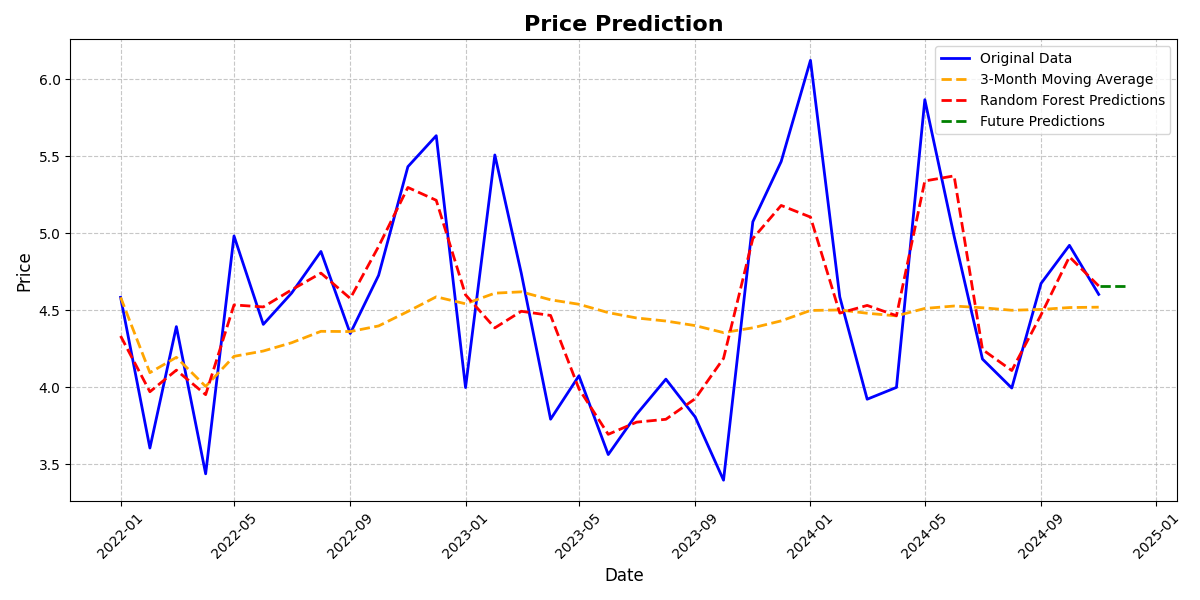 Price Prediction
Original Data
3-Month Moving Average
Random Forest Predictions
Future Predictions
Price
6.0
5.5
5.0
4.5
4.0
3.5
2022-01
2022-05
2022-09
2023-01
2023-05
2023-09
2024-01
2024-05
2024-09
2025-01
Date